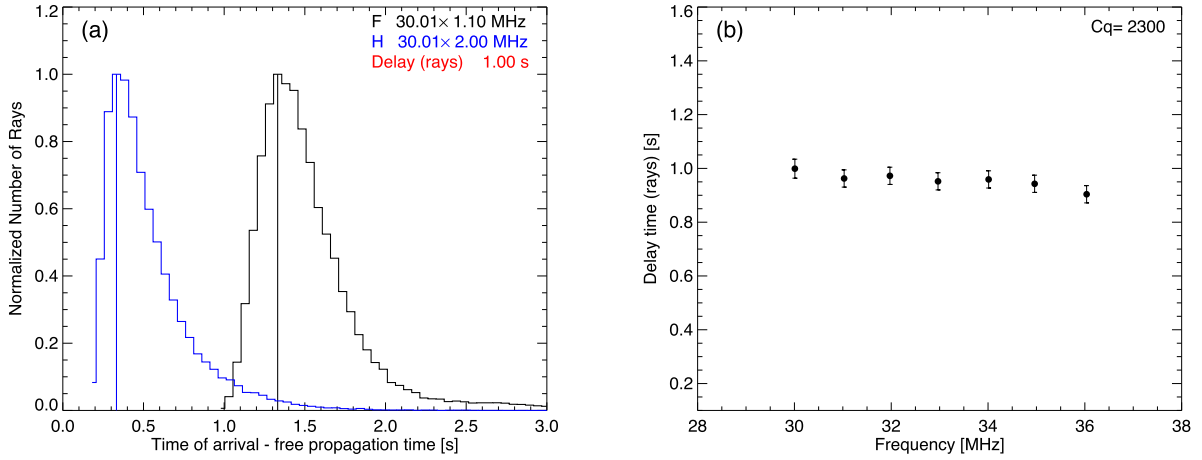 (a)
F 30.01× 1.10 MHz
H 30.01× 2.00 MHz
Delay (rays) 1.00 s
Normalized Number of Rays
1.2
1.0
0.8
0.6
0.4
0.2
0.0
0.0 0.5 1.0 1.5 2.0 2.5 3.0
Time of arrival - free propagation time [s]
(b)
Cq= 2300
Delay time (rays) [s]
1.6
1.4
1.2
1.0
0.8
0.6
0.4
0.2
28 30 32 34 36 38
Frequency [MHz]